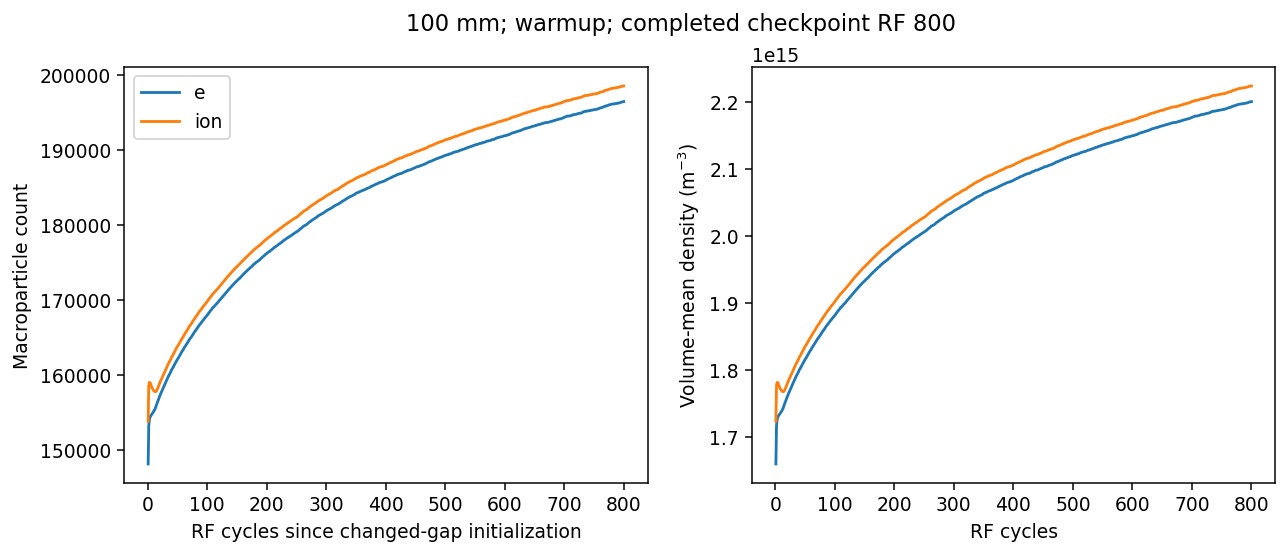 100 mm; warmup; completed checkpoint RF 800
200000
190000
180000
170000
160000
150000
Macroparticle count
e
ion
0 100 200 300 400 500 600 700 800
RF cycles since changed-gap initialization
1e15
2.2
2.1
2.0
1.9
1.8
1.7
Volume-mean density (m⁻³)
0 100 200 300 400 500 600 700 800
RF cycles